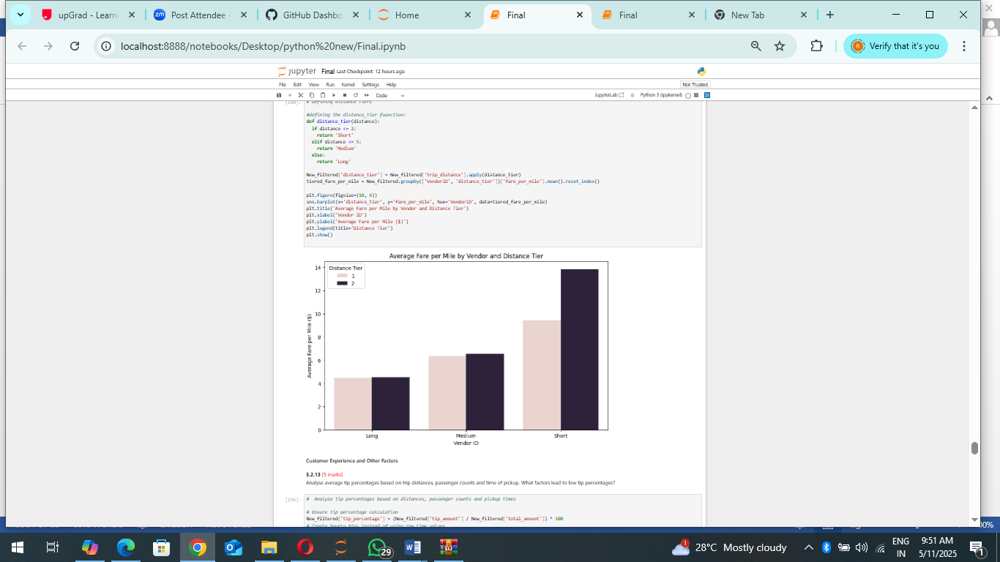 upGrad - Learni
Post Attendee -
GitHub Dashbo
Home
Final
Final
New Tab
localhost:8888/notebooks/Desktop/python%20new/Final.ipynb
Verify that it's you
jupyter Final Last Checkpoint: 12 hours ago
File Edit View Run Kernel Settings Help
Not Trusted
Code
JupyterLab
Python 3 (ipykernel)
# Defining distance tiers
#defining the distance_tier fuunction:
def distance_tier(distance):
if distance <= 2:
return 'Short'
elif distance <= 5:
return 'Medium'
else:
return 'Long'
New_filtered['distance_tier'] = New_filtered['trip_distance'].apply(distance_tier)
tiered_fare_per_mile = New_filtered.groupby(['VendorID', 'distance_tier'])['fare_per_mile'].mean().reset_index()
plt.figure(figsize=(10, 6))
sns.barplot(x='distance_tier', y='fare_per_mile', hue='VendorID', data=tiered_fare_per_mile)
plt.title('Average Fare per Mile by Vendor and Distance Tier')
plt.xlabel('Vendor ID')
plt.ylabel('Average Fare per Mile ($)')
plt.legend(title='Distance Tier')
plt.show()
Average Fare per Mile by Vendor and Distance Tier
Distance Tier
1
2
14
12
10
8
6
4
2
0
Average Fare per Mile ($)
Long Medium Short
Vendor ID
Customer Experience and Other Factors
3.2.13 [5 marks]
Analyse average tip percentages based on trip distances, passenger counts and time of pickup. What factors lead to low tip percentages?
[196]:
# Analyze tip percentages based on distances, passenger counts and pickup times
# Ensure tip percentage calculation
New_filtered['tip_percentage'] = (New_filtered['tip_amount'] / New_filtered['total_amount']) * 100
# Create hourly bins instead of using raw time values
00%
29
1
28°C Mostly cloudy
ENG
IN
9:51 AM
5/11/2025
1